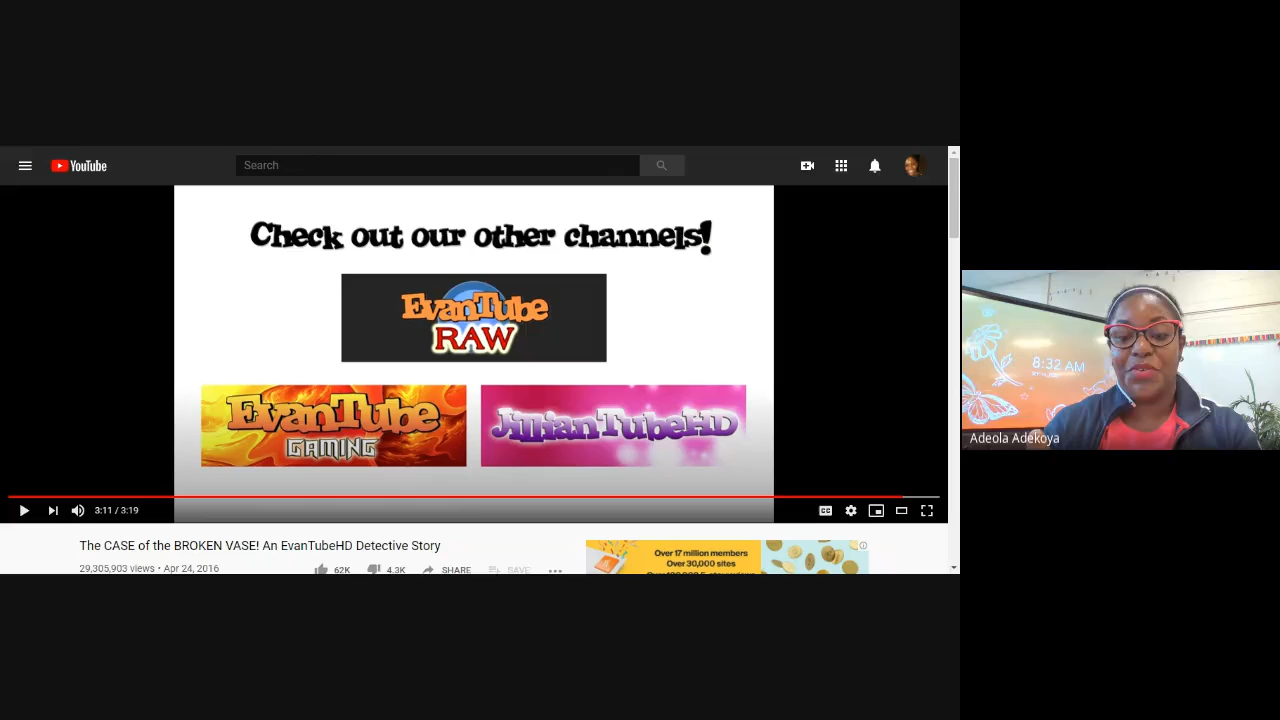 YouTube
Search
Check out our other channels!
EvanTube
RAW
EvanTube
GAMING
JillianTubeHD
3:11 / 3:19
CC
The CASE of the BROKEN VASE! An EvanTubeHD Detective Story
29,305,903 views • Apr 24, 2016
62K
4.3K
SHARE
SAVE
Over 17 million members
Over 30,000 sites
8:32 AM
Adeola Adekoya